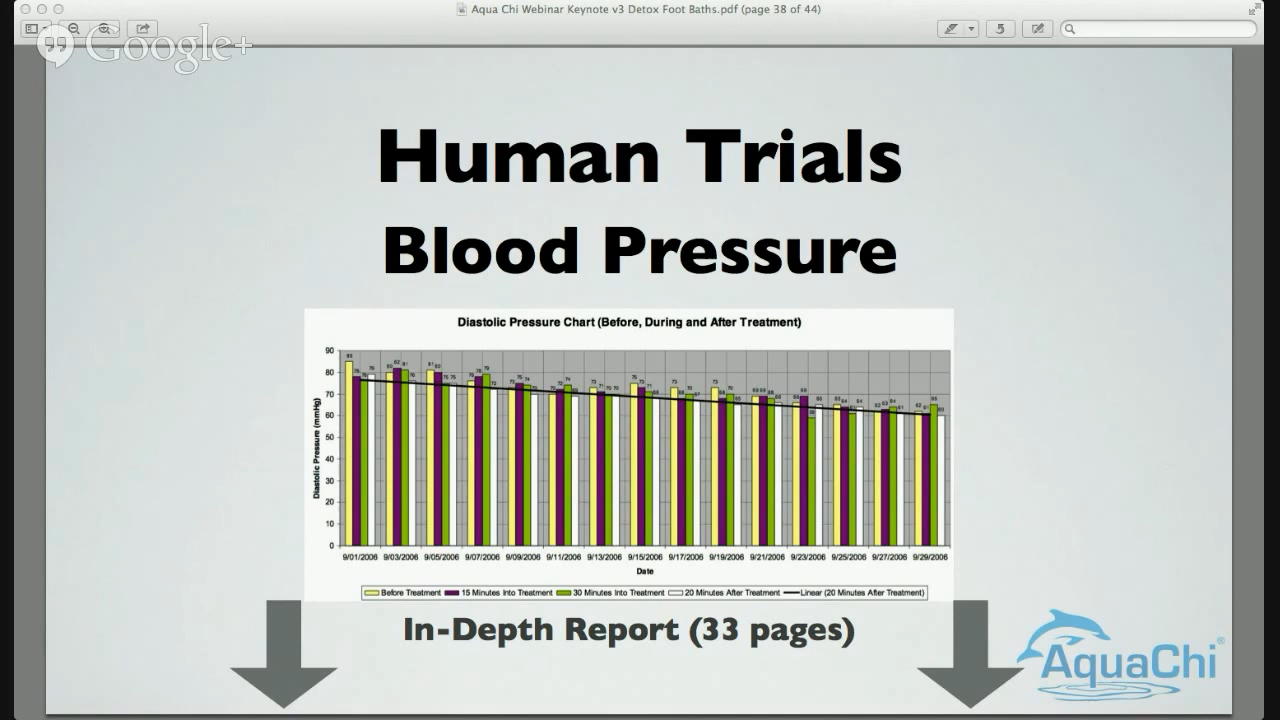 Aqua Chi Webinar Keynote v3 Detox Foot Baths.pdf (page 38 of 44)
Google+
Human Trials
Blood Pressure
Diastolic Pressure Chart (Before, During and After Treatment)
Diastolic Pressure (mmHg)
90
80
70
60
50
40
30
20
10
0
9/01/2006 9/03/2006 9/05/2006 9/07/2006 9/09/2006 9/11/2006 9/13/2006 9/15/2006 9/17/2006 9/19/2006 9/21/2006 9/23/2006 9/25/2006 9/27/2006 9/29/2006
Date
Before Treatment 15 Minutes Into Treatment 30 Minutes Into Treatment 20 Minutes After Treatment Linear (20 Minutes After Treatment)
In-Depth Report (33 pages)
AquaChi®